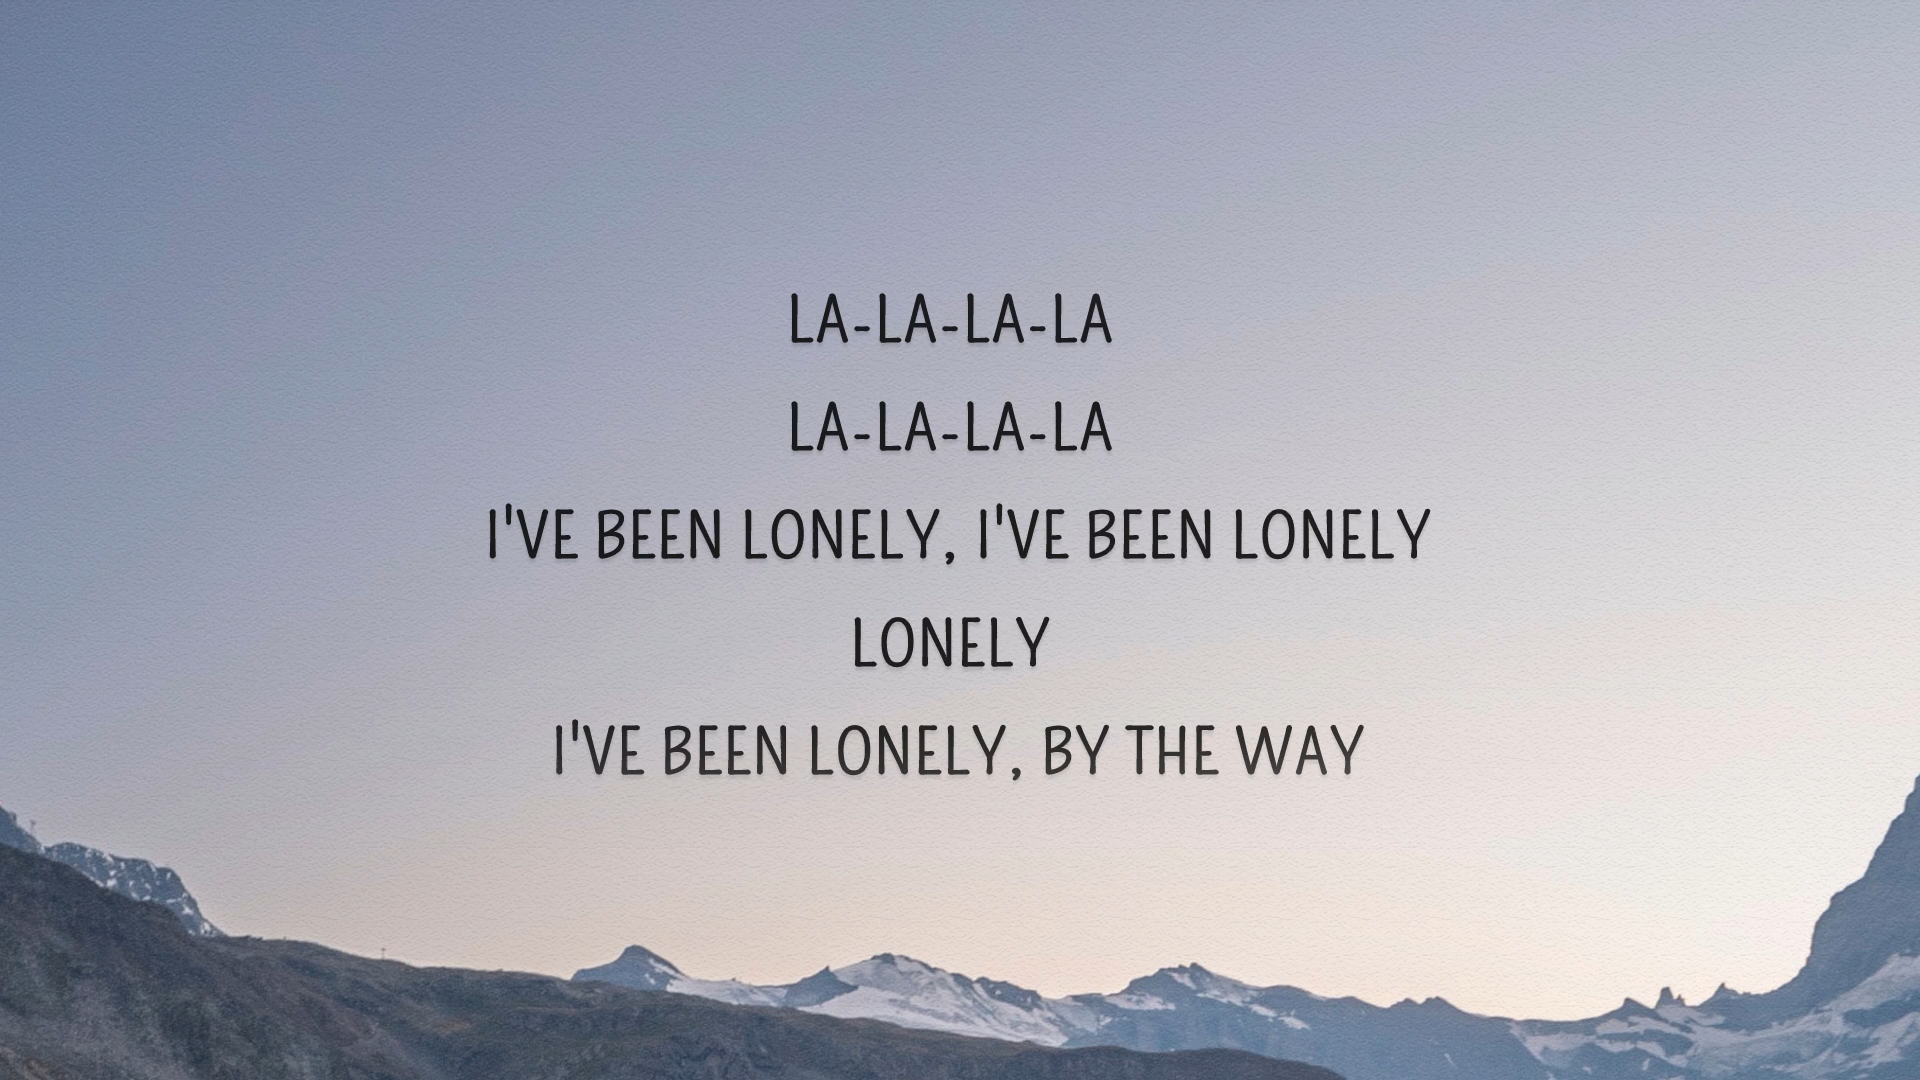 LA-LA-LA-LA
LA-LA-LA-LA
I'VE BEEN LONELY, I'VE BEEN LONELY
LONELY
I'VE BEEN LONELY, BY THE WAY